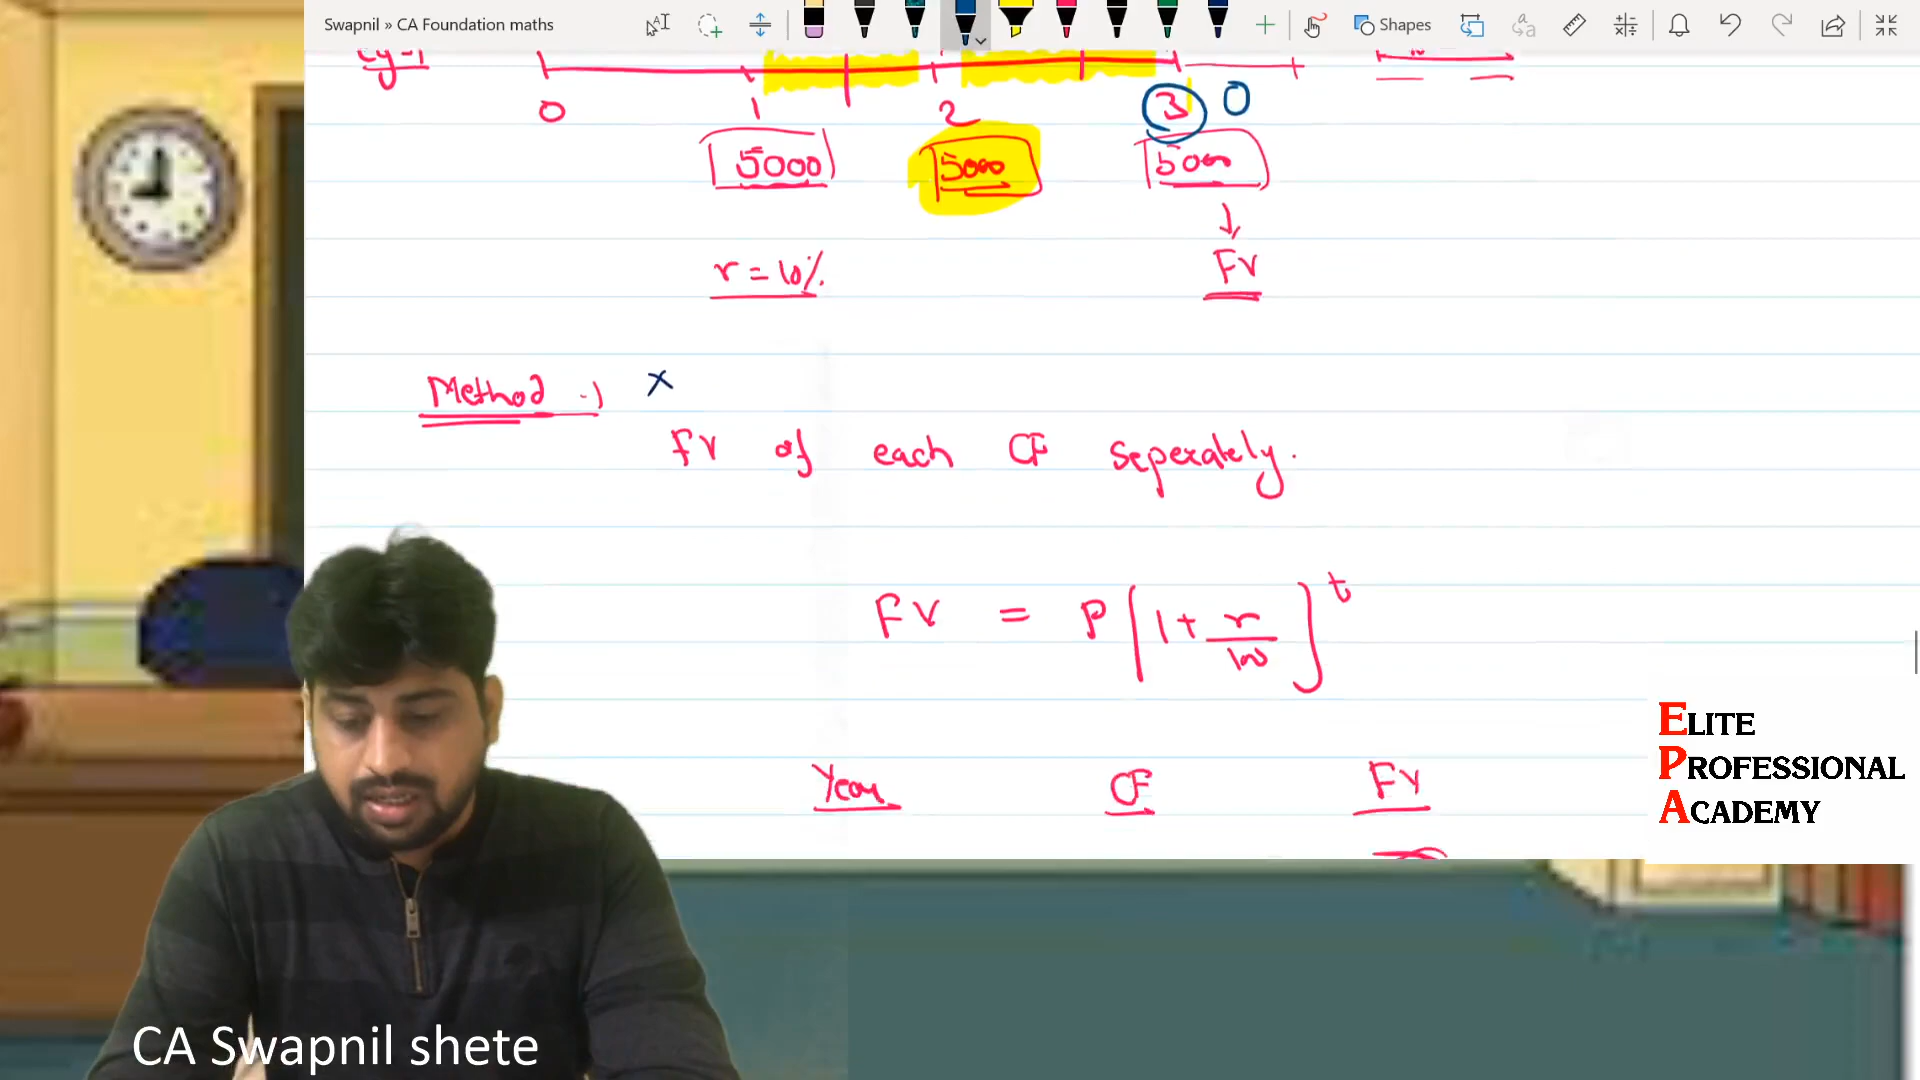 Swapnil » CA Foundation maths
Shapes
0 1 2 3 0
5000 5000 5000
r = 10% FV
Method -1 x
FV of each CF seperately.
FV = P [1 + r/100]^t
Year CF FV
ELITE
PROFESSIONAL
ACADEMY
CA Swapnil shete